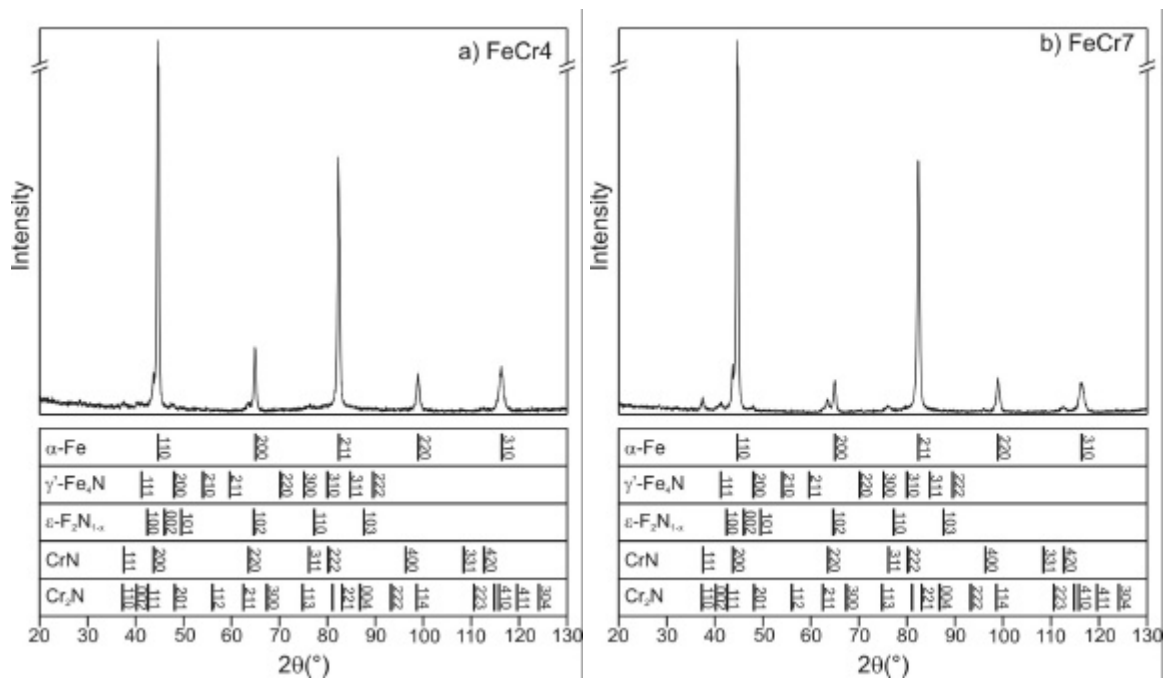 a) FeCr4
Intensity
α-Fe 110 200 211 220 310
γ'-Fe₄N 111 200 210 211 220 300 310 311 222
ε-F₂N₁₋ₓ 100 002 101 102 110 103
CrN 111 200 220 311 222 400 331 420
Cr₂N 110 002 111 201 112 211 300 113 221 004 222 114 223 410 411 304
20 30 40 50 60 70 80 90 100 110 120 130
2θ(°)
b) FeCr7
Intensity
α-Fe 110 200 211 220 310
γ'-Fe₄N 111 200 210 211 220 300 310 311 222
ε-F₂N₁₋ₓ 100 002 101 102 110 103
CrN 111 200 220 311 222 400 331 420
Cr₂N 110 002 111 201 112 211 300 113 221 004 222 114 223 410 411 304
20 30 40 50 60 70 80 90 100 110 120 130
2θ(°)